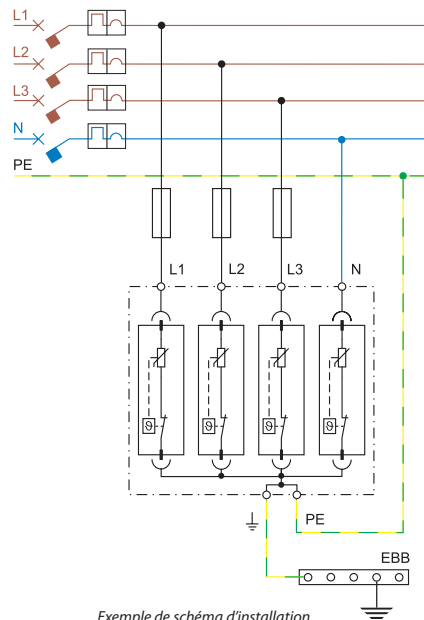 L1
L2
L3
N
PE
L1 L2 L3 N
ϑ ϑ ϑ ϑ
PE
EBB
Exemple de schéma d'installation